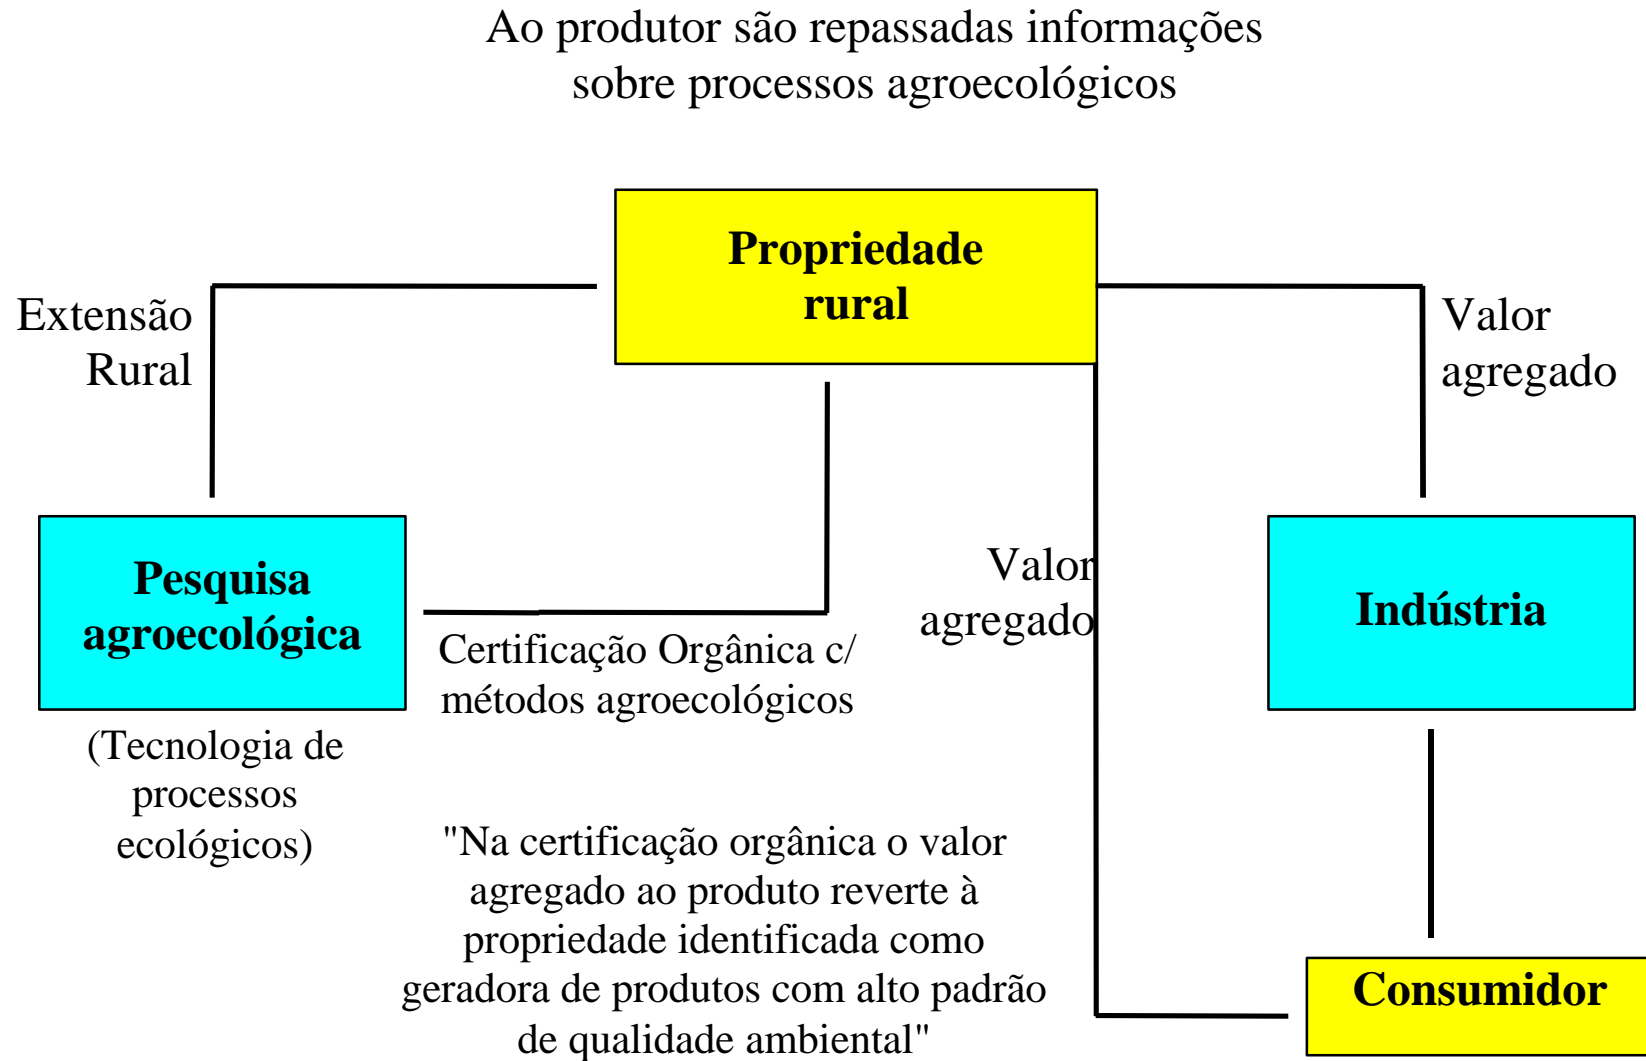 Ao produtor são repassadas informações
sobre processos agroecológicos
Propriedade
rural
Extensão
Rural
Valor
agregado
Pesquisa
agroecológica
(Tecnologia de
processos
ecológicos)
Certificação Orgânica c/
métodos agroecológicos
Valor
agregado
Indústria
"Na certificação orgânica o valor
agregado ao produto reverte à
propriedade identificada como
geradora de produtos com alto padrão
de qualidade ambiental"
Consumidor